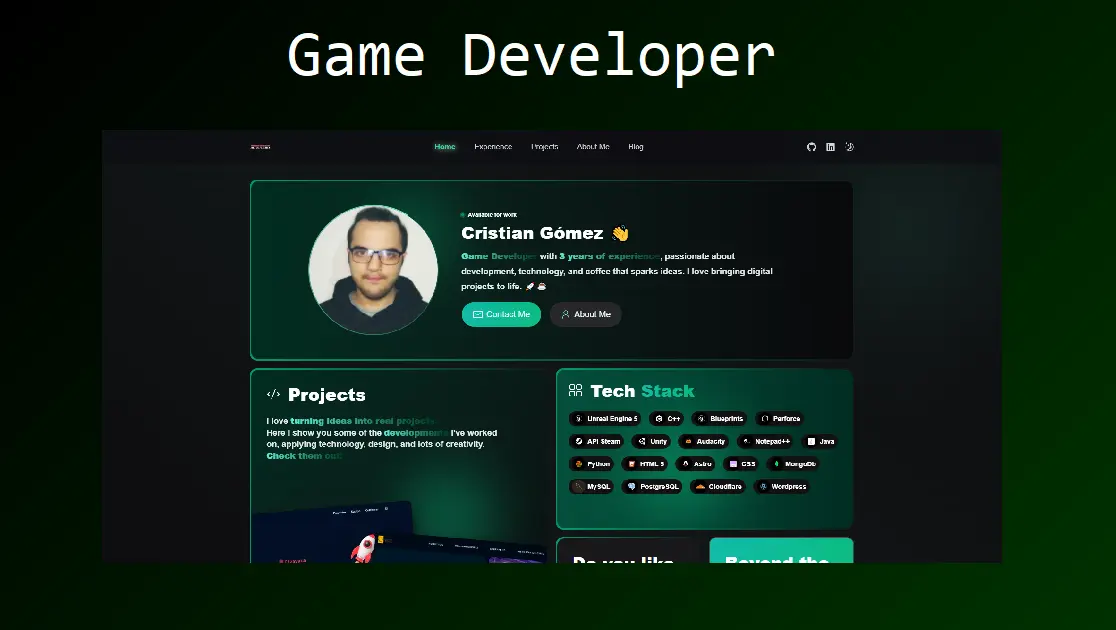 Game Developer
Home Experience Projects About Me Blog
Available for work
Cristian Gómez 👋
Game Developer with 3 years of experience, passionate about
development, technology, and coffee that sparks ideas. I love bringing digital
projects to life. 🚀 ☕
Contact Me About Me
</> Projects
I love turning ideas into real projects.
Here I show you some of the developments I've worked
on, applying technology, design, and lots of creativity.
Check them out!
Tech Stack
Unreal Engine 5 C++ Blueprints Perforce
API Steam Unity Audacity Notepad++ Java
Python HTML 5 Astro CSS MongoDb
MySQL PostgreSQL Cloudflare Wordpress
Do you like
Beyond the